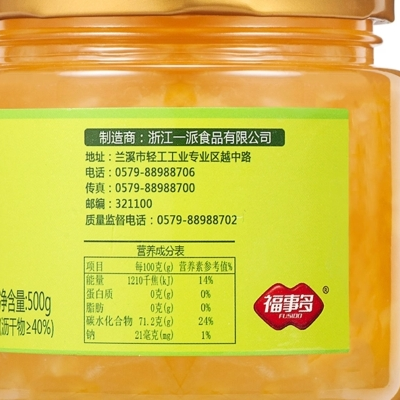 制造商：浙江一派食品有限公司
地址：兰溪市轻工工业专业区越中路
电话：0579-88988706
传真：0579-88988700
邮编：321100
质量监督电话：0579-88988702
营养成分表
项目 每100克(g) 营养素参考值%
能量 1210千焦(kJ) 14%
蛋白质 0克(g) 0%
脂肪 0克(g) 0%
碳水化合物 71.2克(g) 24%
钠 21毫克(mg) 1%
净含量:500g
(沥干物≥40%)
福事多
FUSIDO